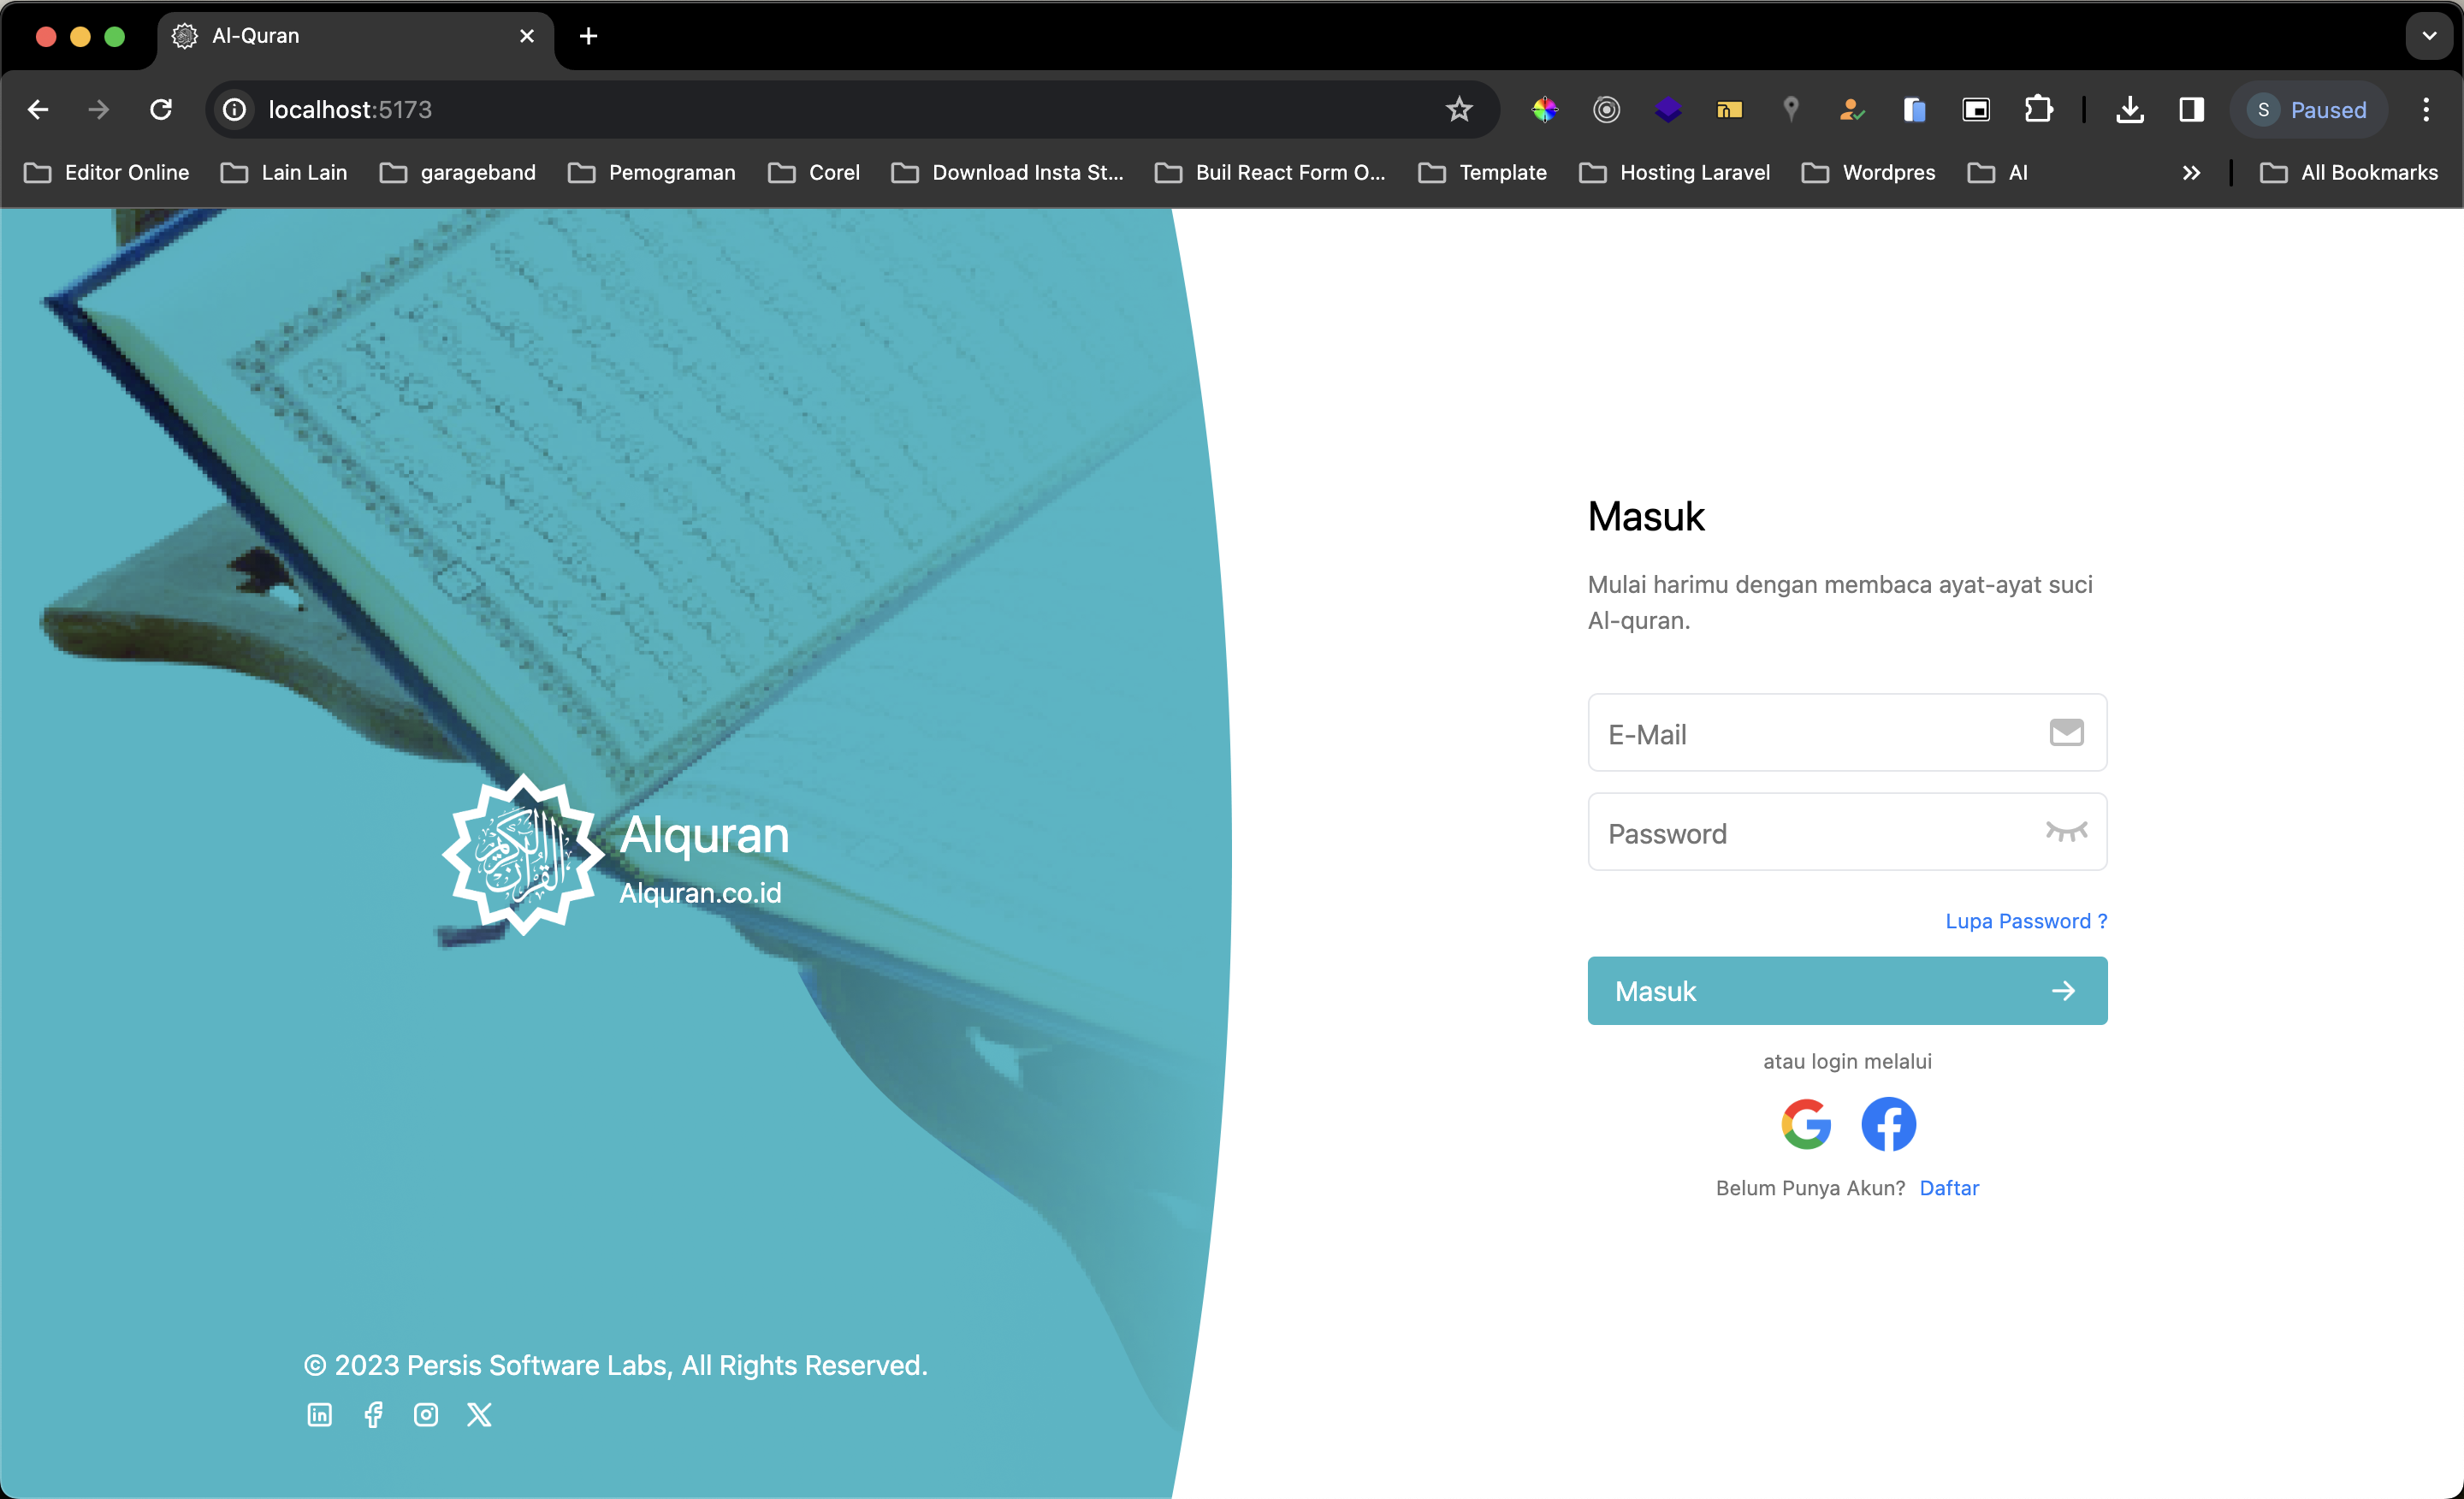 Al-Quran
localhost:5173
S Paused
Editor Online Lain Lain garageband Pemograman Corel Download Insta St... Buil React Form O... Template Hosting Laravel Wordpres AI All Bookmarks
Masuk
Mulai harimu dengan membaca ayat-ayat suci
Al-quran.
E-Mail
Password
Lupa Password ?
Masuk
atau login melalui
Belum Punya Akun? Daftar
القرآن الكريم
Alquran
Alquran.co.id
© 2023 Persis Software Labs, All Rights Reserved.